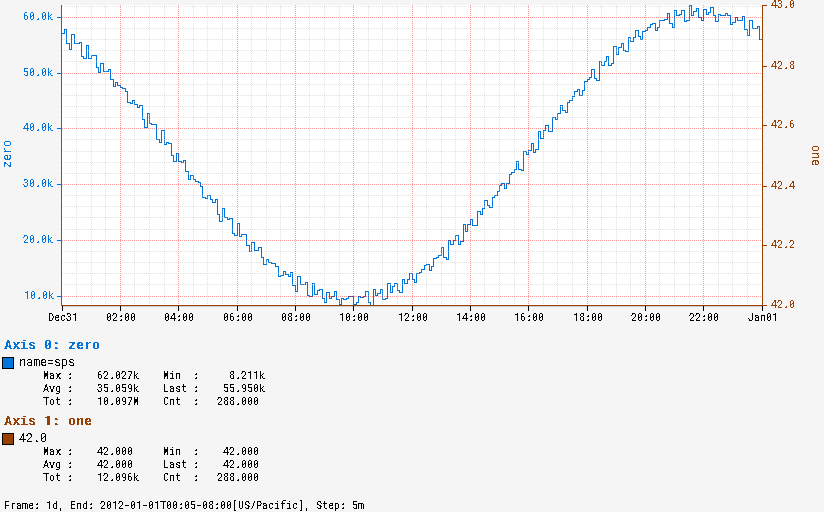 60.0k
50.0k
40.0k
30.0k
20.0k
10.0k
zero
43.0
42.8
42.6
42.4
42.2
42.0
one
Dec31 02:00 04:00 06:00 08:00 10:00 12:00 14:00 16:00 18:00 20:00 22:00 Jan01
Axis 0: zero
name=sps
Max : 62.027k Min : 8.211k
Avg : 35.059k Last : 55.950k
Tot : 10.097M Cnt : 288.000
Axis 1: one
42.0
Max : 42.000 Min : 42.000
Avg : 42.000 Last : 42.000
Tot : 12.096k Cnt : 288.000
Frame: 1d, End: 2012-01-01T00:05-08:00[US/Pacific], Step: 5m